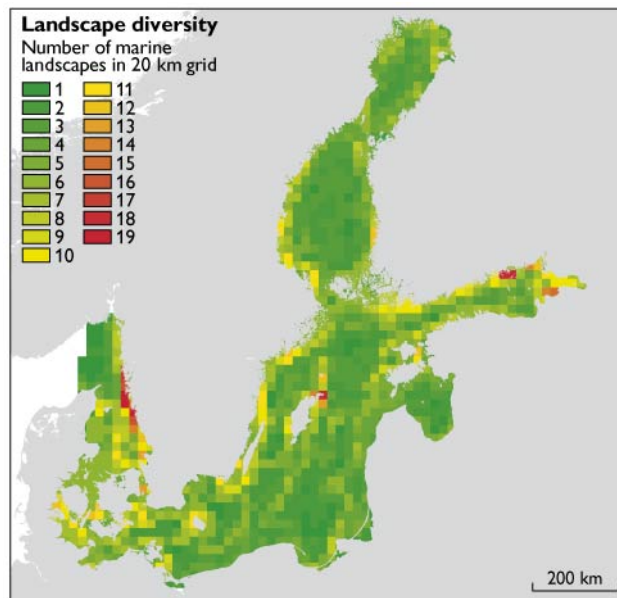 Landscape diversity
Number of marine
landscapes in 20 km grid
1 11
2 12
3 13
4 14
5 15
6 16
7 17
8 18
9 19
10
200 km